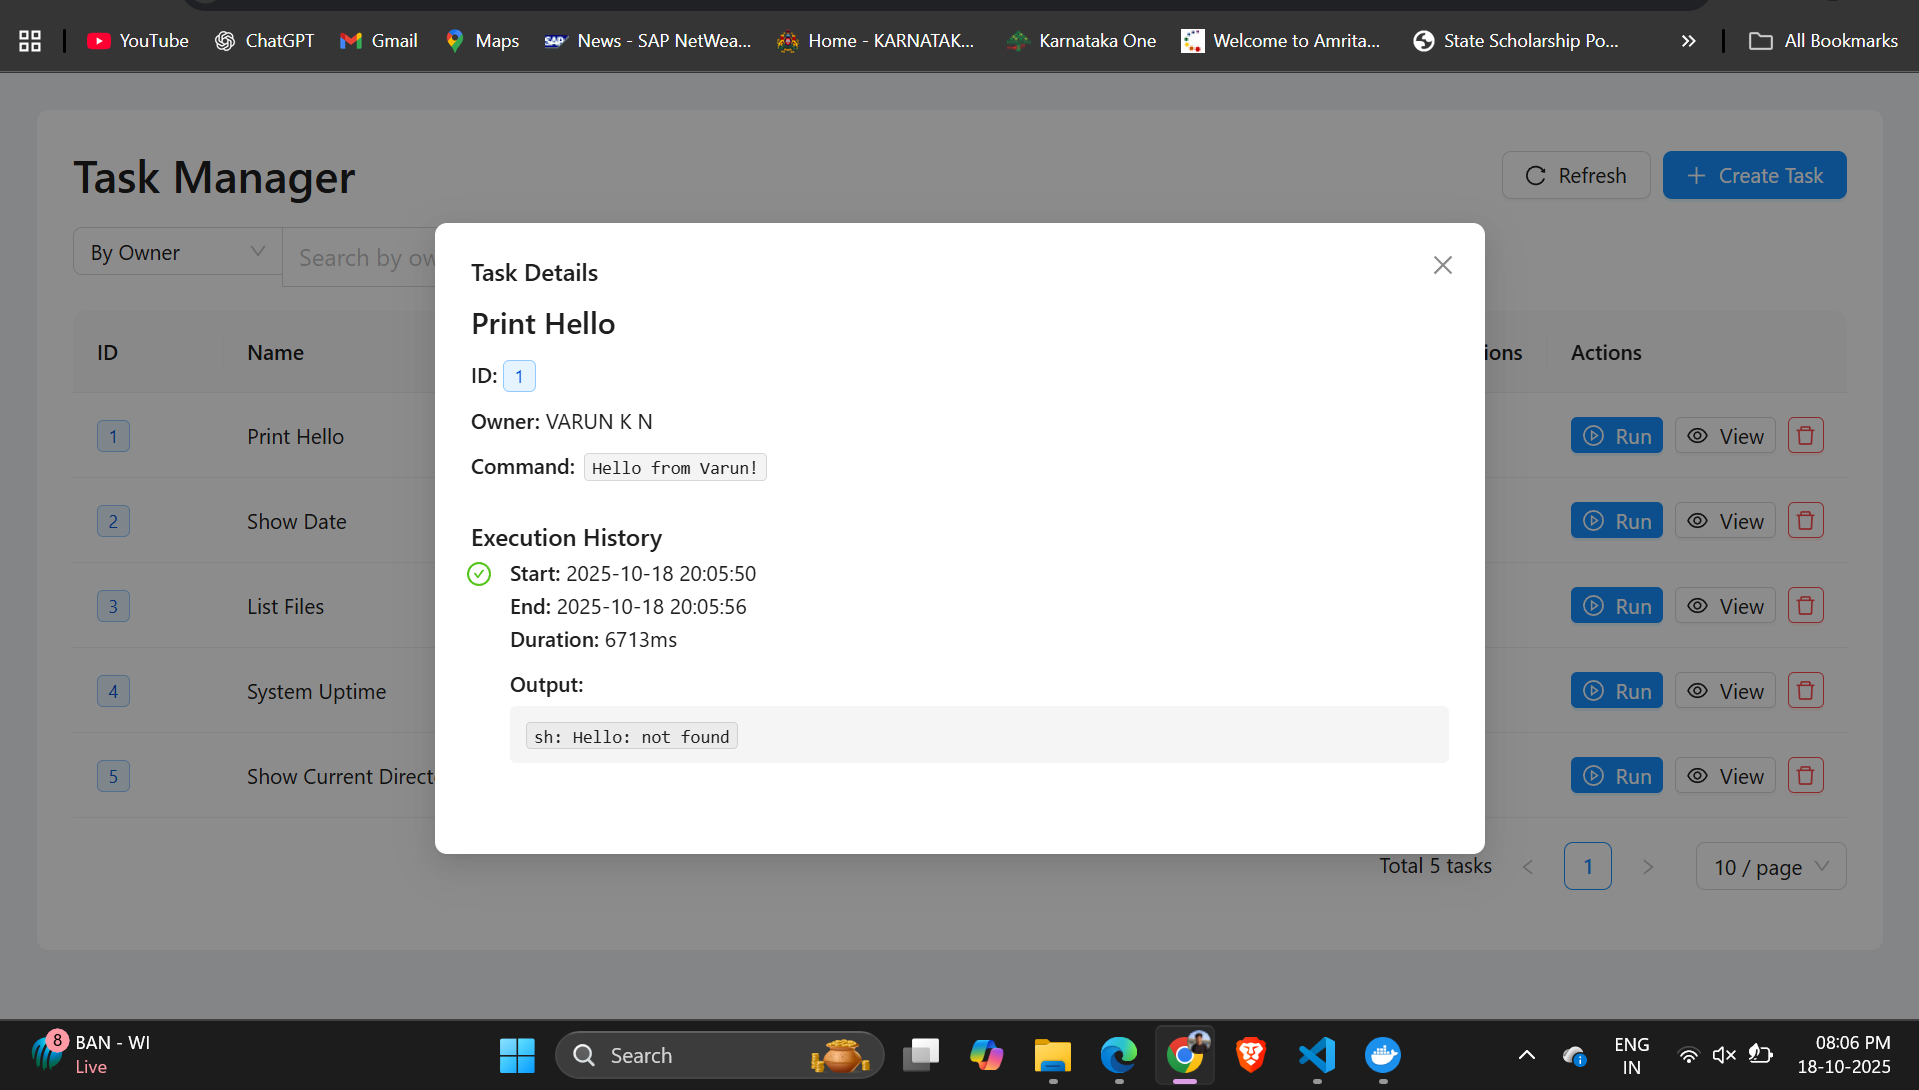 YouTube ChatGPT Gmail Maps SAP News - SAP NetWea... Home - KARNATAK... Karnataka One Welcome to Amrita... State Scholarship Po... » All Bookmarks
Task Manager
Refresh + Create Task
By Owner Search by ow
ID Name ions Actions
1 Print Hello Run View
2 Show Date Run View
3 List Files Run View
4 System Uptime Run View
5 Show Current Direct Run View
Total 5 tasks < 1 > 10 / page
Task Details
Print Hello
ID: 1
Owner: VARUN K N
Command: Hello from Varun!
Execution History
Start: 2025-10-18 20:05:50
End: 2025-10-18 20:05:56
Duration: 6713ms
Output:
sh: Hello: not found
8 BAN - WI
Live
Search
ENG
IN
08:06 PM
18-10-2025